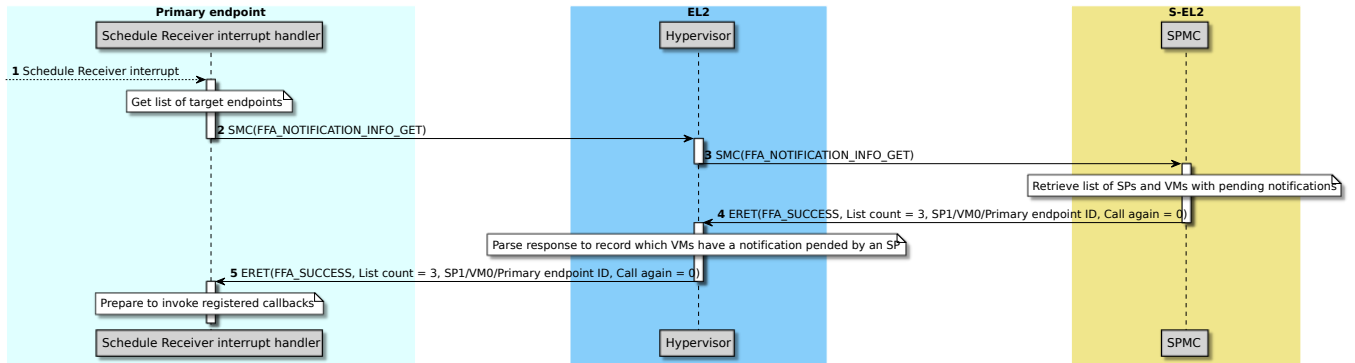 Primary endpoint
EL2
S-EL2
Schedule Receiver interrupt handler
Hypervisor
SPMC
1 Schedule Receiver interrupt
Get list of target endpoints
2 SMC(FFA_NOTIFICATION_INFO_GET)
3 SMC(FFA_NOTIFICATION_INFO_GET)
Retrieve list of SPs and VMs with pending notifications
4 ERET(FFA_SUCCESS, List count = 3, SP1/VM0/Primary endpoint ID, Call again = 0)
Parse response to record which VMs have a notification pended by an SP
5 ERET(FFA_SUCCESS, List count = 3, SP1/VM0/Primary endpoint ID, Call again = 0)
Prepare to invoke registered callbacks
Schedule Receiver interrupt handler
Hypervisor
SPMC